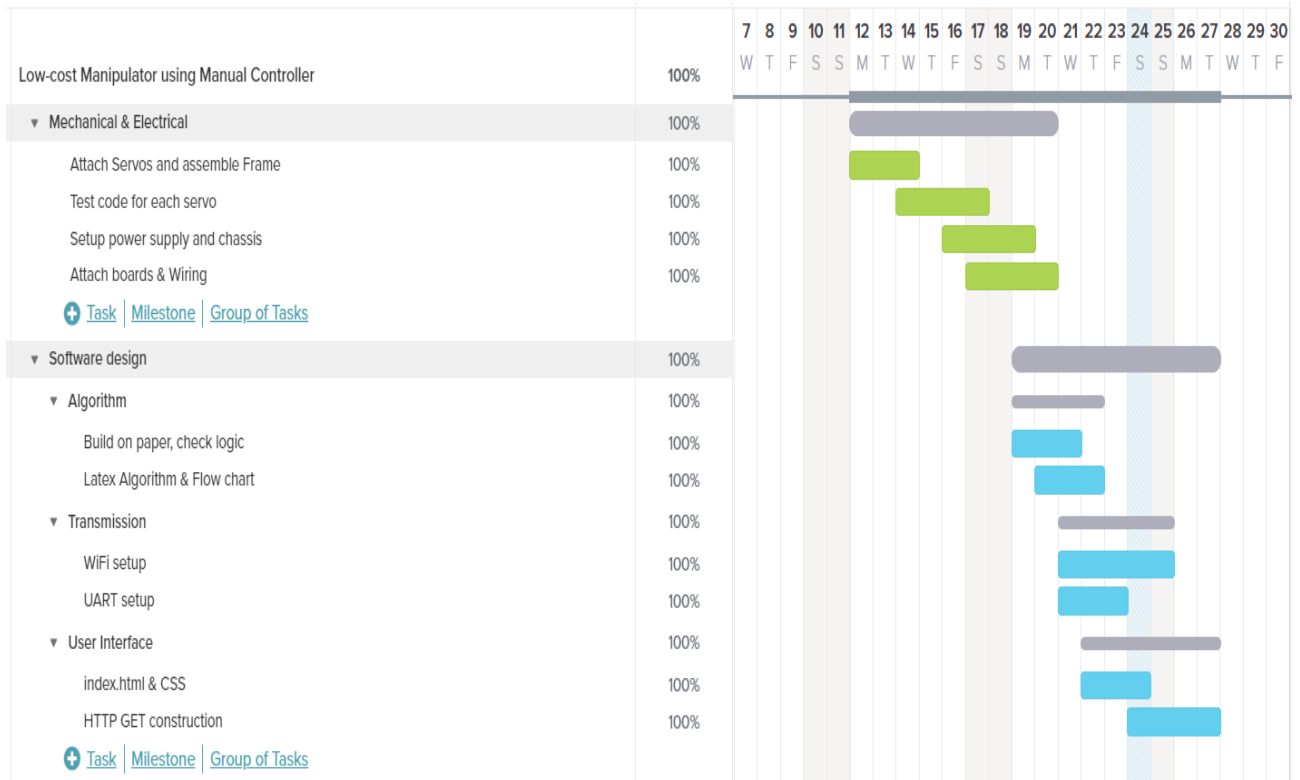 7 8 9 10 11 12 13 14 15 16 17 18 19 20 21 22 23 24 25 26 27 28 29 30
W T F S S M T W T F S S M T W T F S S M T W T F
Low-cost Manipulator using Manual Controller 100%
Mechanical & Electrical 100%
Attach Servos and assemble Frame 100%
Test code for each servo 100%
Setup power supply and chassis 100%
Attach boards & Wiring 100%
Task Milestone Group of Tasks
Software design 100%
Algorithm 100%
Build on paper, check logic 100%
Latex Algorithm & Flow chart 100%
Transmission 100%
WiFi setup 100%
UART setup 100%
User Interface 100%
index.html & CSS 100%
HTTP GET construction 100%
Task Milestone Group of Tasks